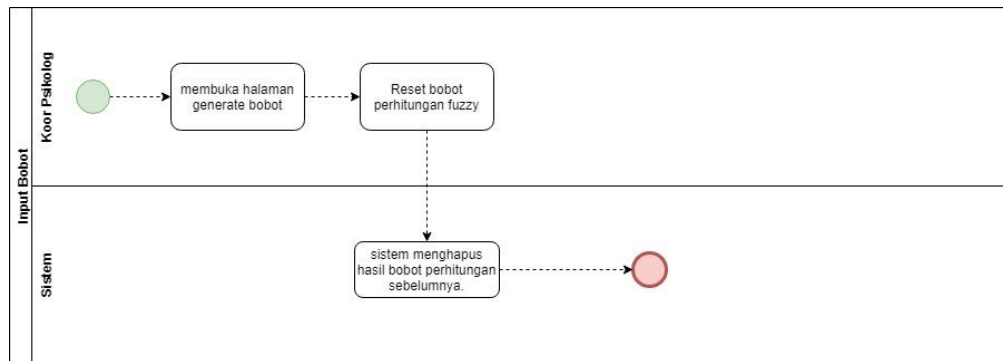 Input Bobot
Koor Psikolog
membuka halaman
generate bobot
Reset bobot
perhitungan fuzzy
Sistem
sistem menghapus
hasil bobot perhitungan
sebelumnya.